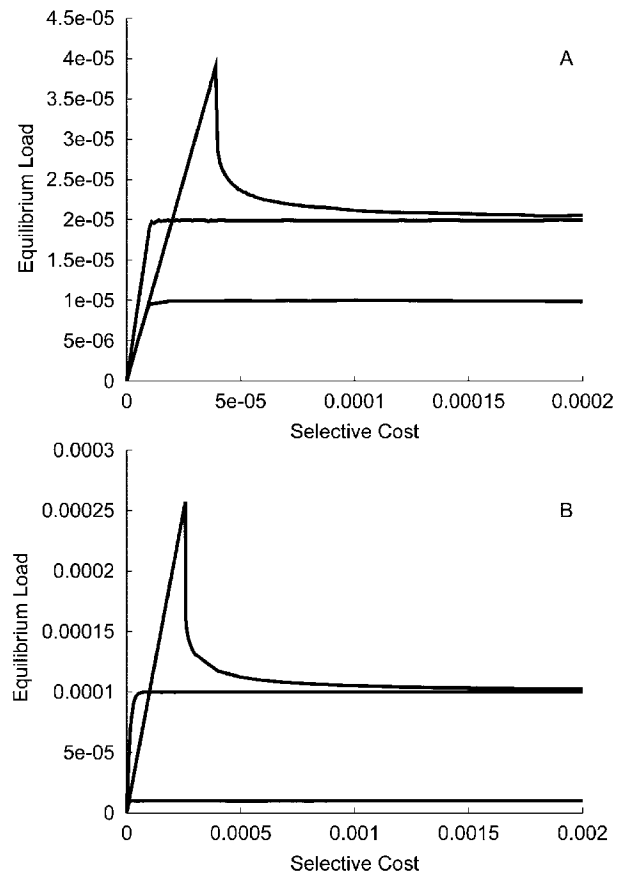 4.5e-05
A
4e-05
3.5e-05
3e-05
2.5e-05
2e-05
1.5e-05
1e-05
5e-06
0
Equilibrium Load
0 5e-05 0.0001 0.00015 0.0002
Selective Cost
0.0003
B
0.00025
0.0002
0.00015
0.0001
5e-05
0
Equilibrium Load
0 0.0005 0.001 0.0015 0.002
Selective Cost